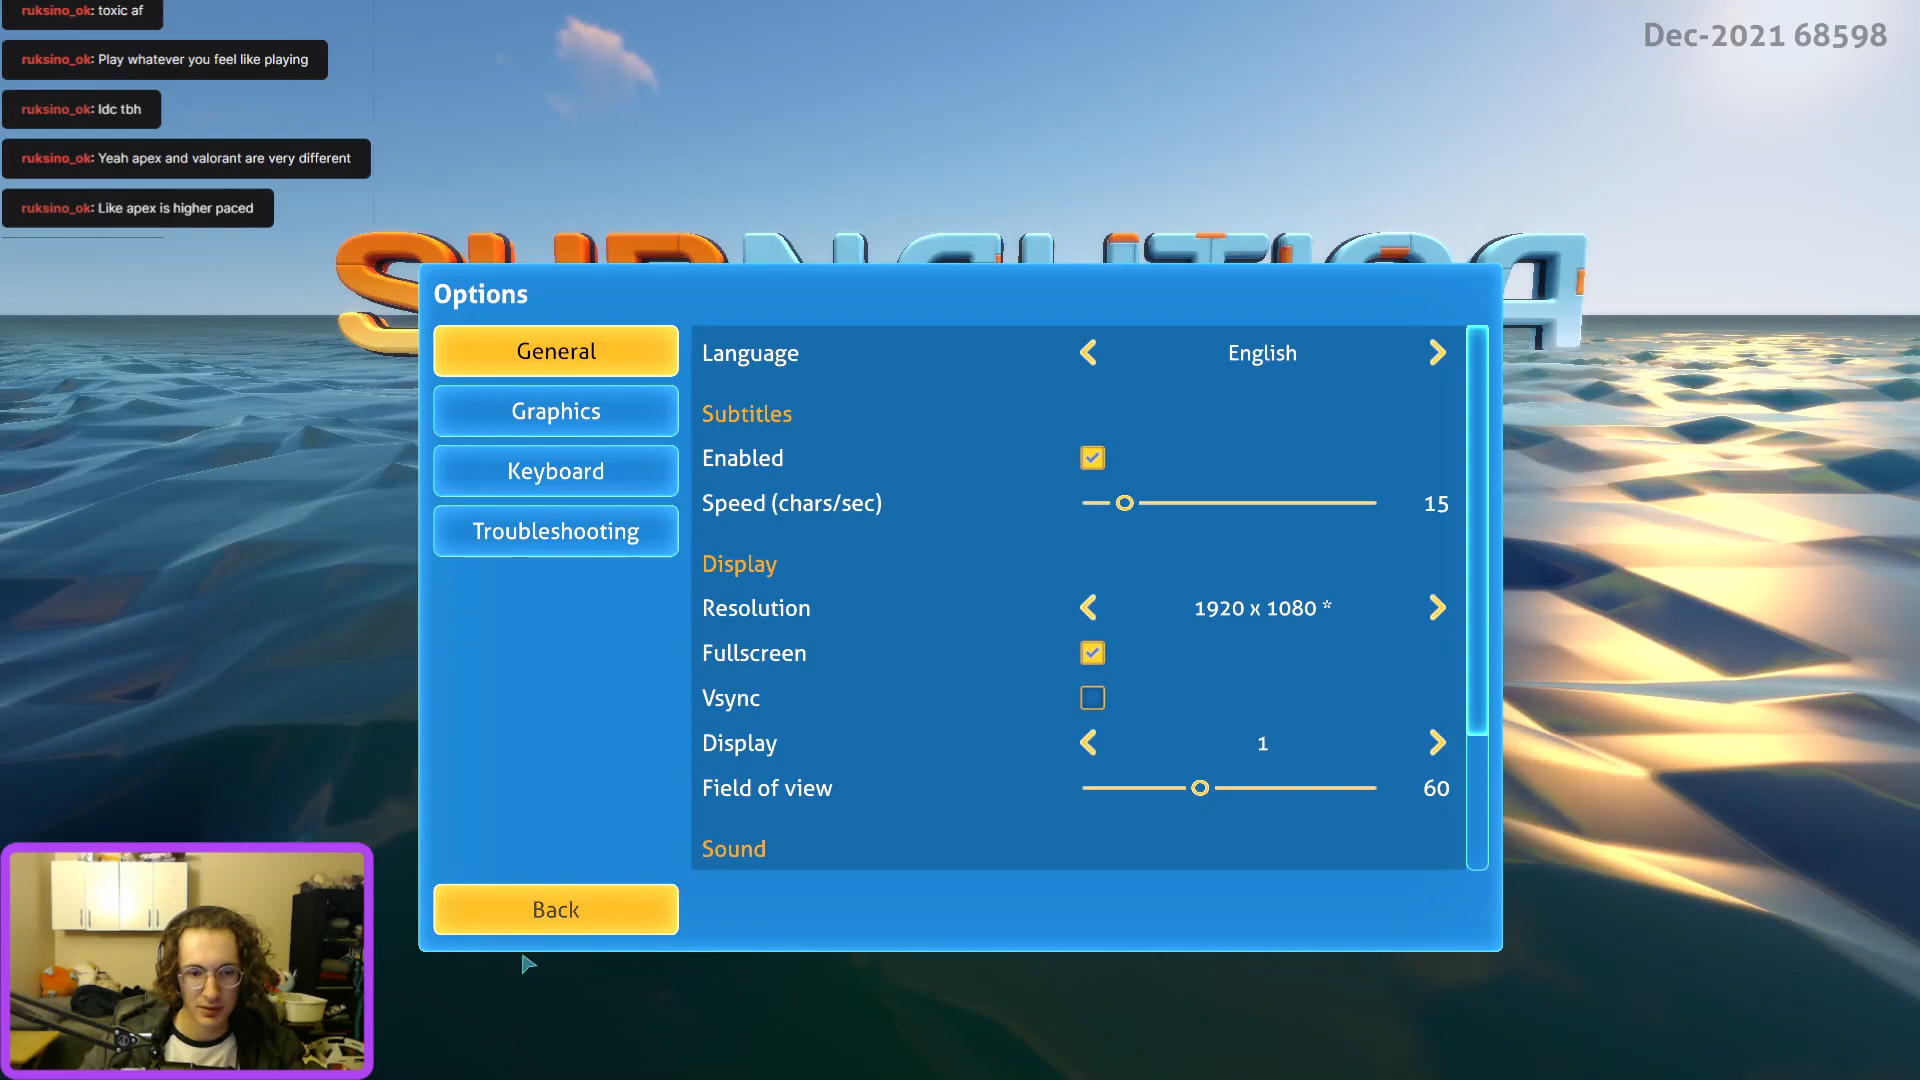 ruksino_ok: toxic af
ruksino_ok: Play whatever you feel like playing
ruksino_ok: Idc tbh
ruksino_ok: Yeah apex and valorant are very different
ruksino_ok: Like apex is higher paced
Dec-2021 68598
SUBNAUTICA
Options
General
Graphics
Keyboard
Troubleshooting
Back
Language English
Subtitles
Enabled
Speed (chars/sec) 15
Display
Resolution 1920 x 1080 *
Fullscreen
Vsync
Display 1
Field of view 60
Sound